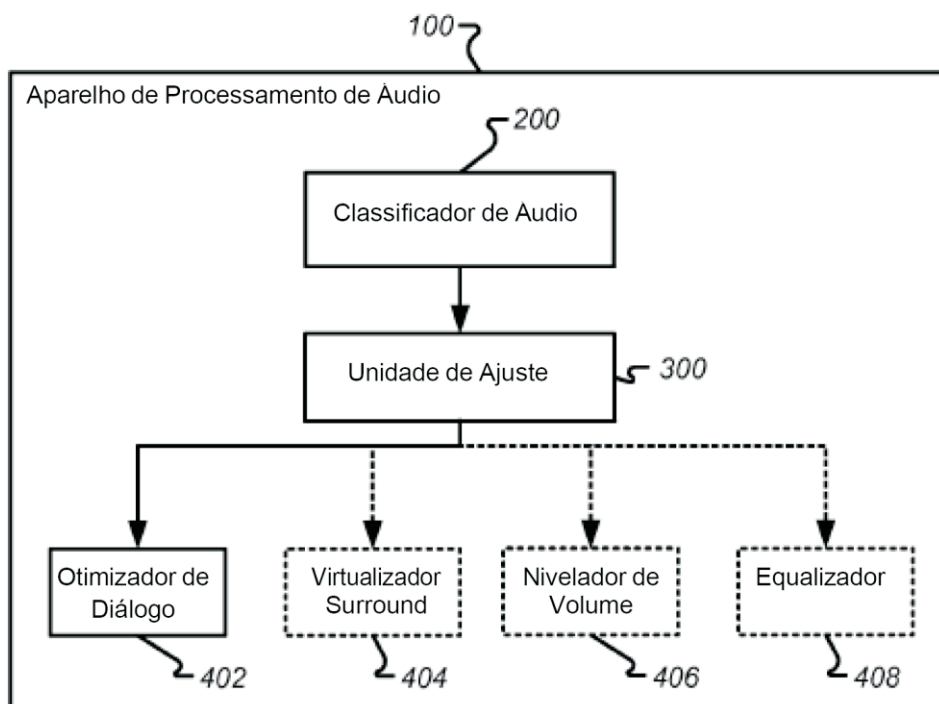 100
Aparelho de Processamento de Áudio
200
Classificador de Audio
Unidade de Ajuste
300
Otimizador de
Diálogo
Virtualizador
Surround
Nivelador de
Volume
Equalizador
402
404
406
408